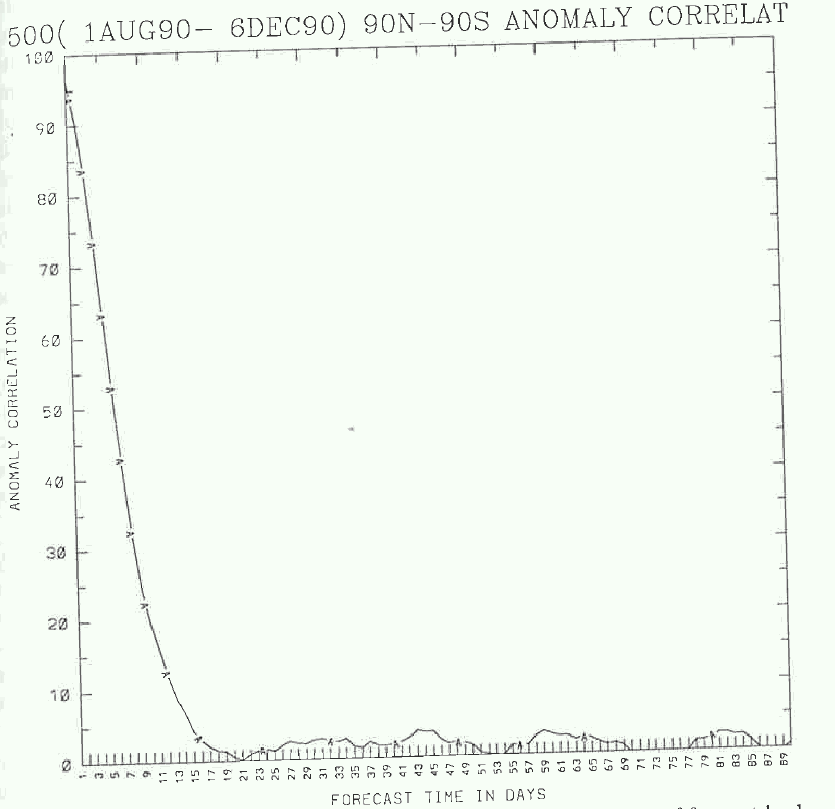 500( 1AUG90- 6DEC90) 90N-90S ANOMALY CORRELAT
100
90
80
70
60
50
40
30
20
10
0
ANOMALY CORRELATION
1 3 5 7 9 11 13 15 17 19 21 23 25 27 29 31 33 35 37 39 41 43 45 47 49 51 53 55 57 59 61 63 65 67 69 71 73 75 77 79 81 83 85 87 89
FORECAST TIME IN DAYS